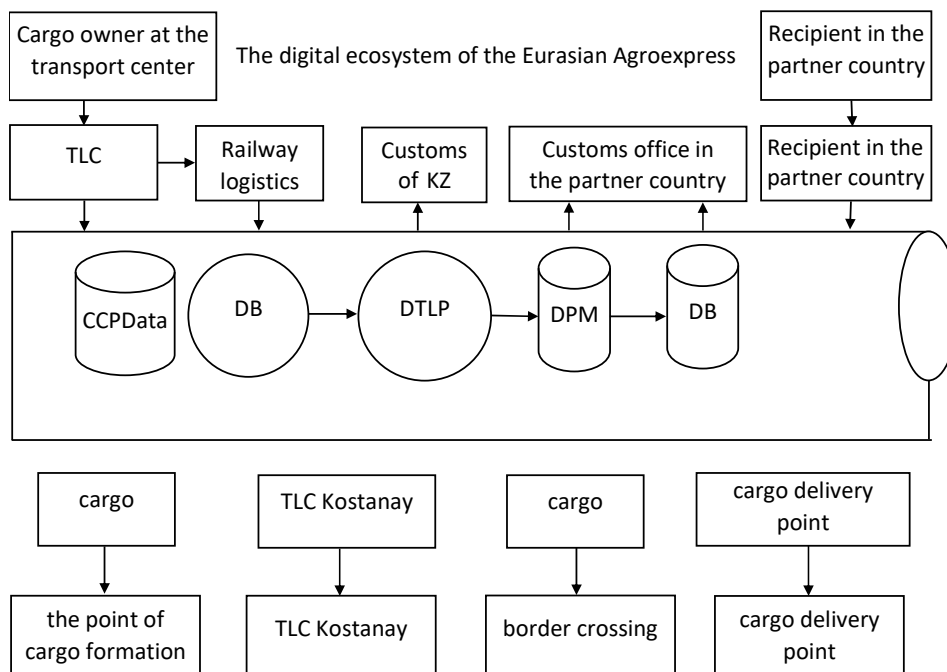 Cargo owner at the
transport center
The digital ecosystem of the Eurasian Agroexpress
Recipient in the
partner country
TLC
Railway
logistics
Customs
of KZ
Customs office in
the partner country
Recipient in the
partner country
CCPData
DB
DTLP
DPM
DB
cargo
TLC Kostanay
cargo
cargo delivery
point
the point of
cargo formation
TLC Kostanay
border crossing
cargo delivery
point